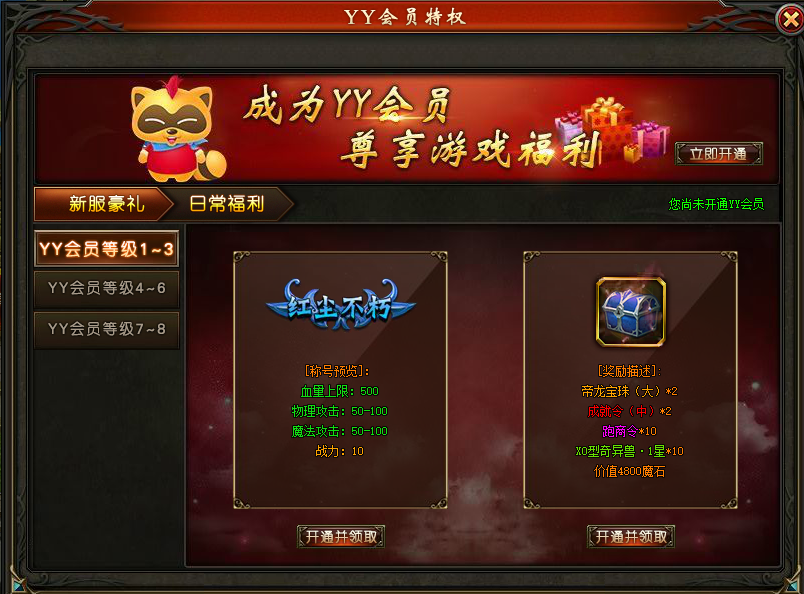 YY会员特权
成为YY会员
尊享游戏福利
立即开通
新服豪礼
日常福利
您尚未开通YY会员
YY会员等级1~3
YY会员等级4~6
YY会员等级7~8
红尘不朽
[称号预览]:
血量上限: 500
物理攻击: 50-100
魔法攻击: 50-100
战力: 10
开通并领取
[奖励描述]:
帝龙宝珠（大）*2
成就令（中）*2
跑商令*10
XO型奇异兽·1星*10
价值4800魔石
开通并领取